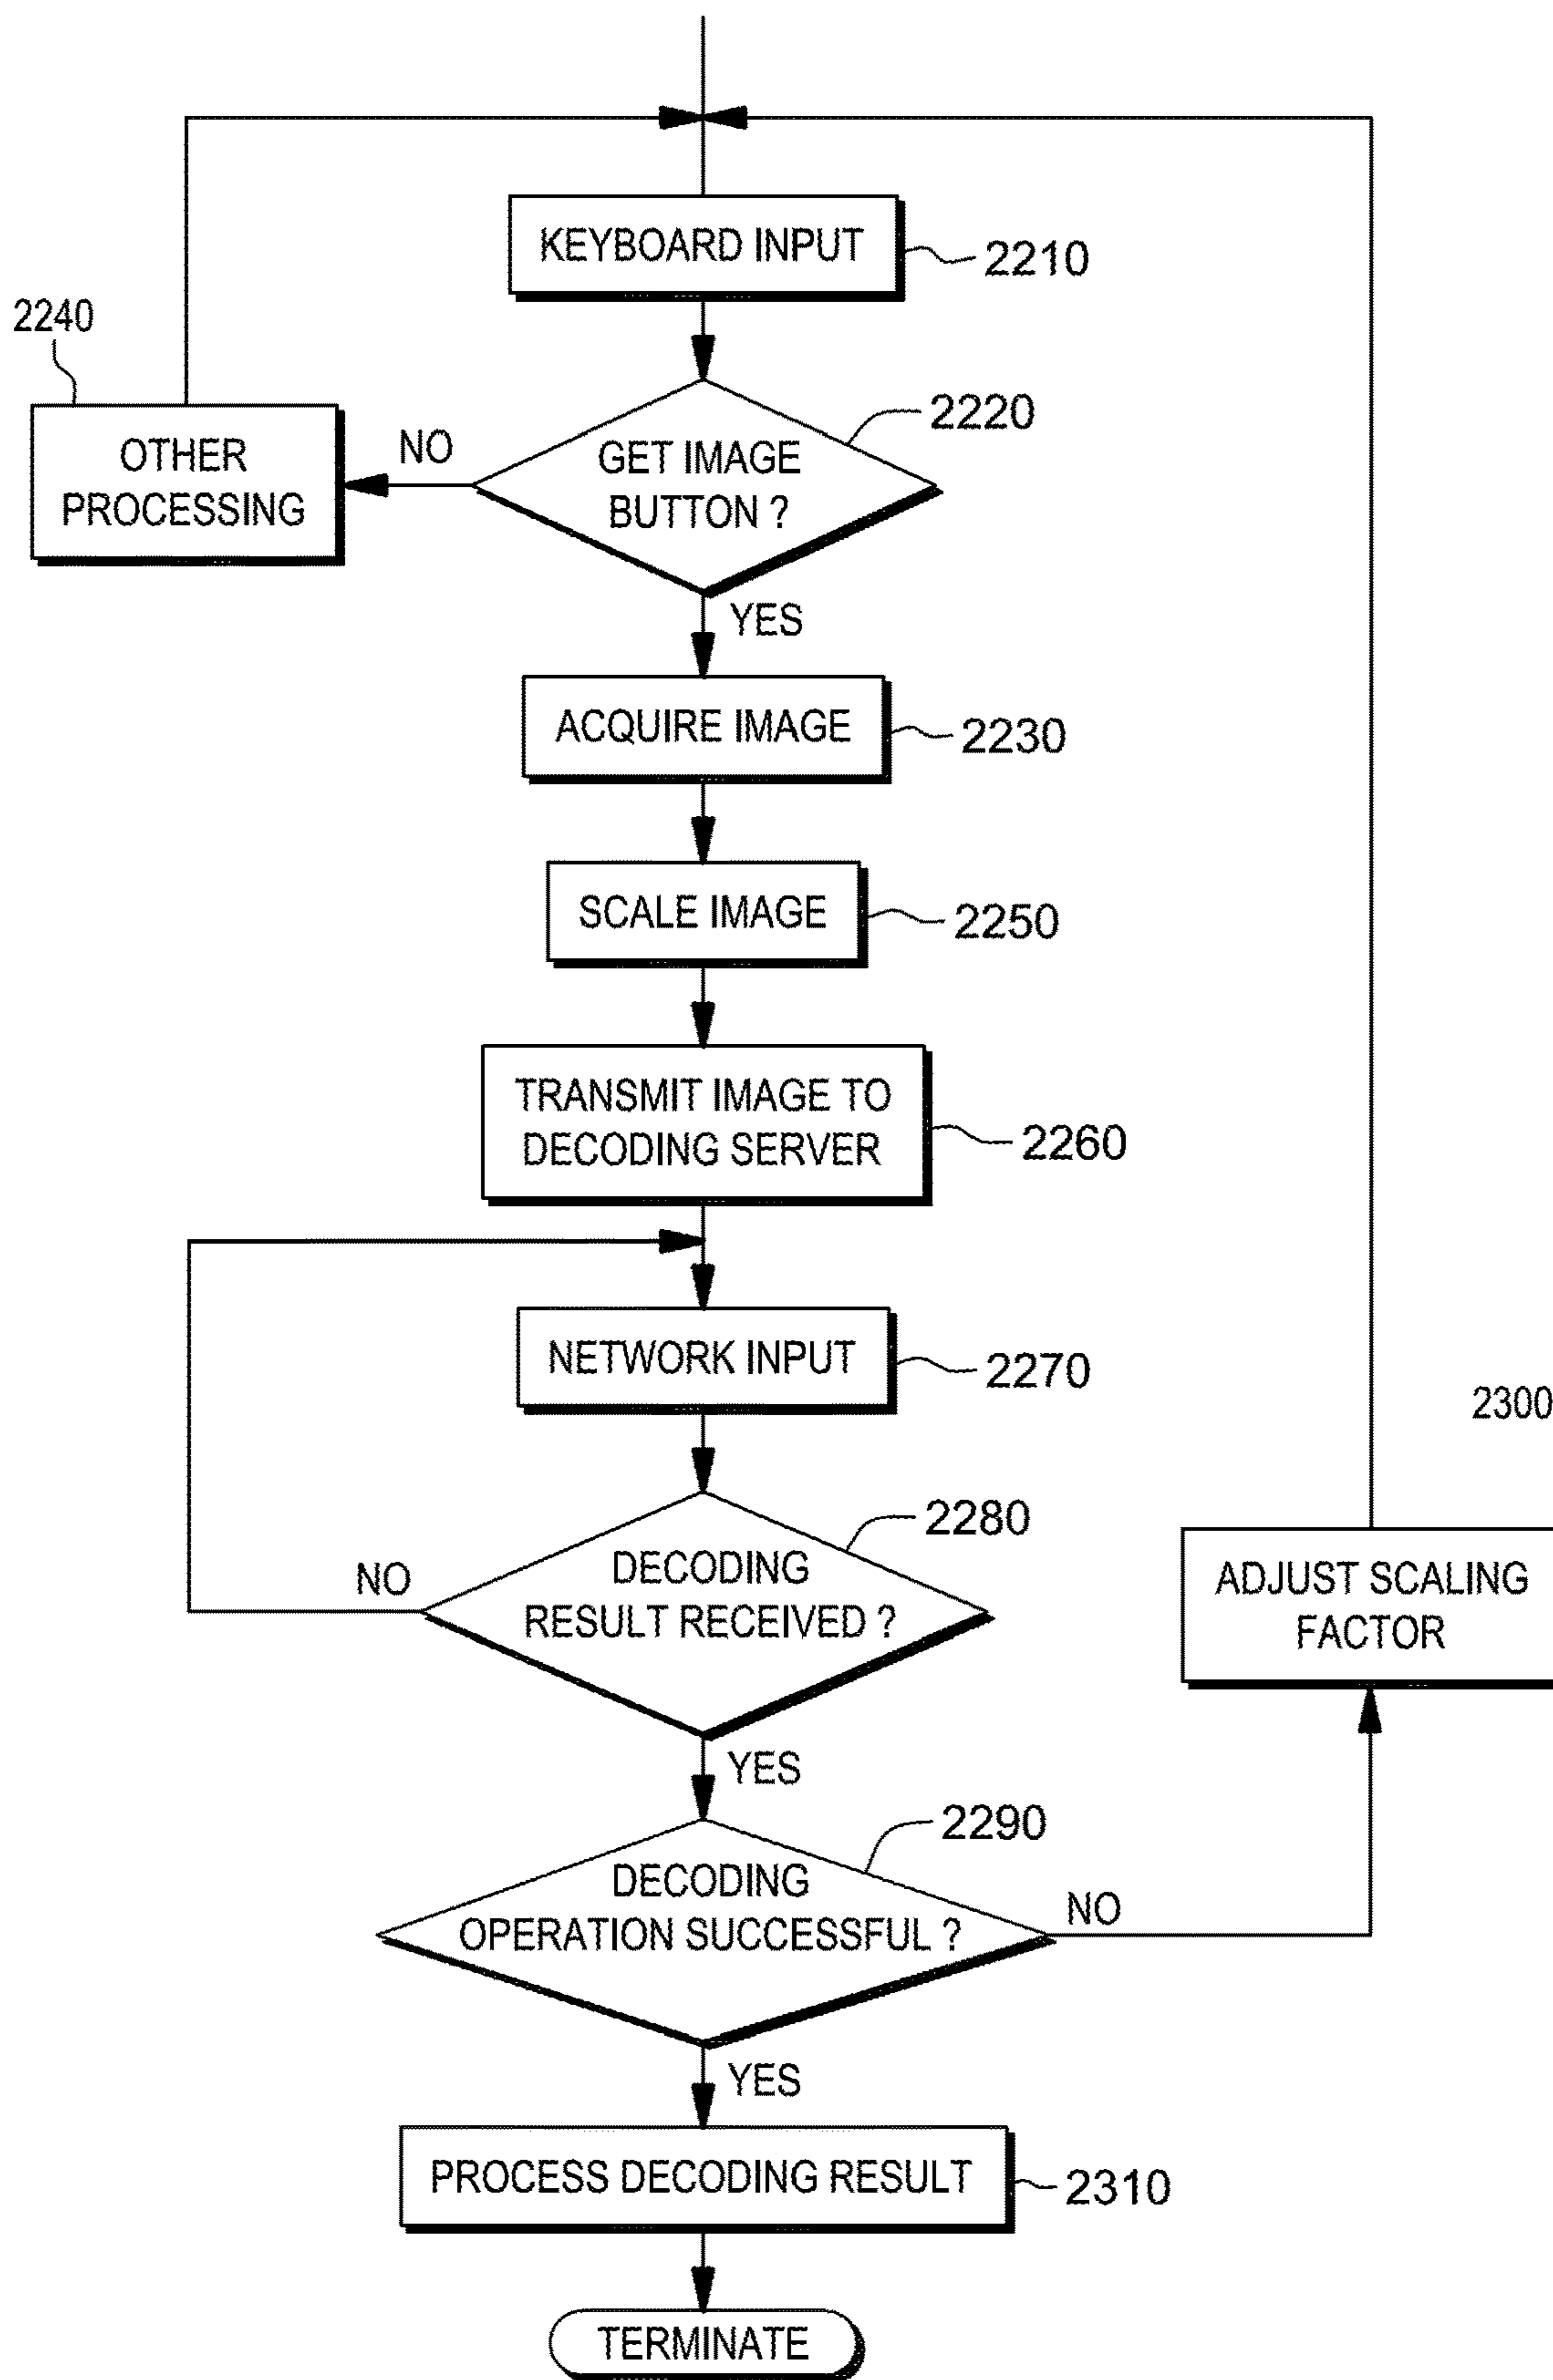 KEYBOARD INPUT
2210
2240
2220
OTHER
PROCESSING
NO
GET IMAGE
BUTTON ?
YES
ACQUIRE IMAGE
2230
SCALE IMAGE
2250
TRANSMIT IMAGE TO
DECODING SERVER
2260
NETWORK INPUT
2270
2300
2280
NO
DECODING
RESULT RECEIVED ?
ADJUST SCALING
FACTOR
YES
2290
DECODING
OPERATION SUCCESSFUL ?
NO
YES
PROCESS DECODING RESULT
2310
TERMINATE